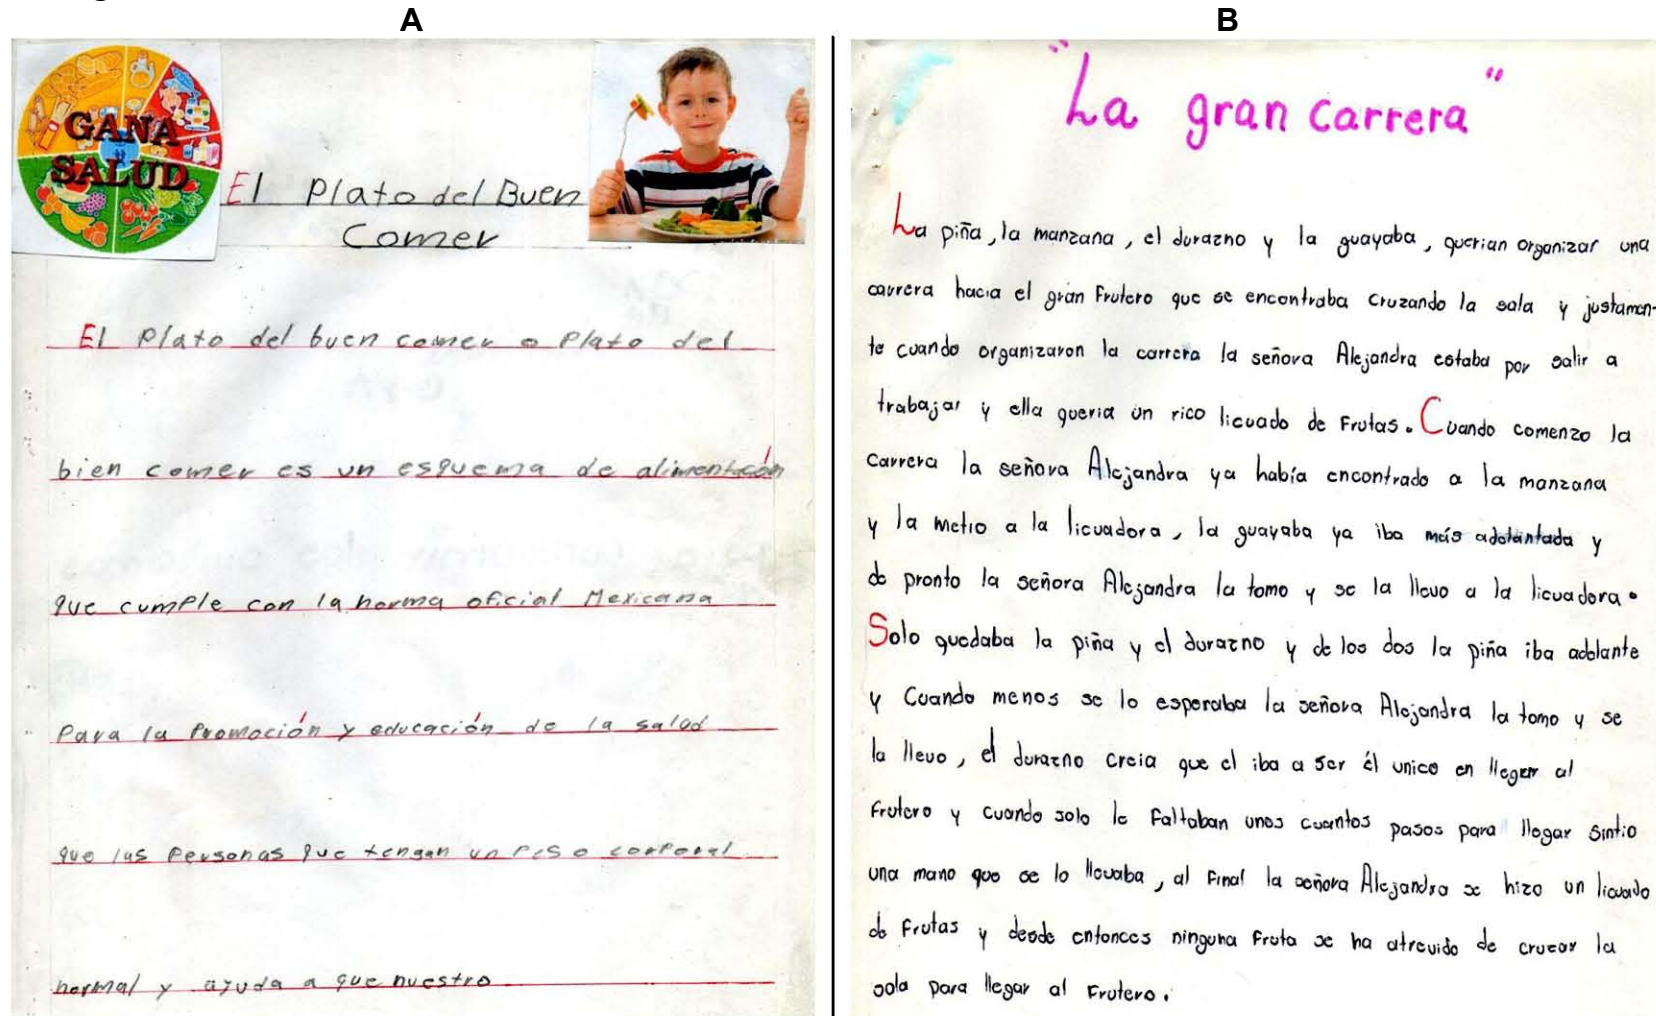 A
GANA
SALUD
El Plato del Buen
Comer
El Plato del buen comer o Plato del
bien comer es un esquema de alimentación
que cumple con la norma oficial Mexicana
Para la Promoción y educación de la salud
que las Personas que tengan un Peso corporal
normal y ayuda a que nuestro
B
"La gran carrera"
La piña, la manzana, el durazno y la guayaba, querian organizar una
carrera hacia el gran Frutero que se encontraba cruzando la sala y justamen-
te cuando organizaron la carrera la señora Alejandra estaba por salir a
trabajar y ella queria un rico licuado de Frutas. Cuando comenzo la
carrera la señora Alejandra ya había encontrado a la manzana
y la metio a la licuadora, la guayaba ya iba más adelantada y
de pronto la señora Alejandra la tomo y se la llevo a la licuadora.
Solo quedaba la piña y el durazno y de los dos la piña iba adelante
y Cuando menos se lo esperaba la señora Alejandra la tomo y se
la llevo, el durazno creia que el iba a ser él unico en llegar al
Frutero y cuando solo le Faltaban unos cuantos pasos para llegar sintio
una mano que se lo llevaba, al Final la señora Alejandra se hizo un licuado
de Frutas y desde entonces ninguna Fruta se ha atrevido de cruzar la
sala para llegar al Frutero.